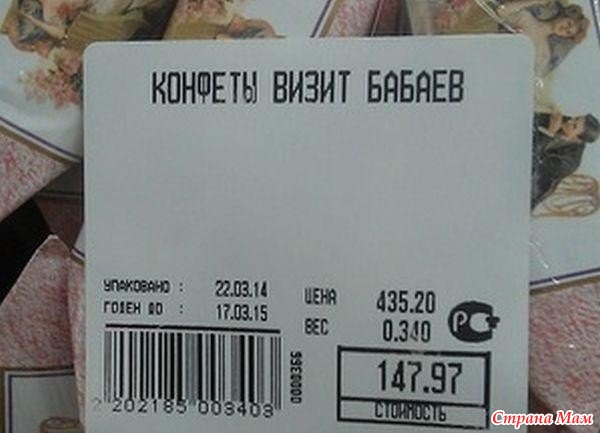 КОНФЕТЫ ВИЗИТ БАБАЕВ
УПАКОВАНО : 22.03.14
ГОДЕН ДО : 17.03.15
ЦЕНА 435.20
ВЕС 0.340
147.97
СТОИМОСТЬ
0000366
2 202185 003403
Страна Мам